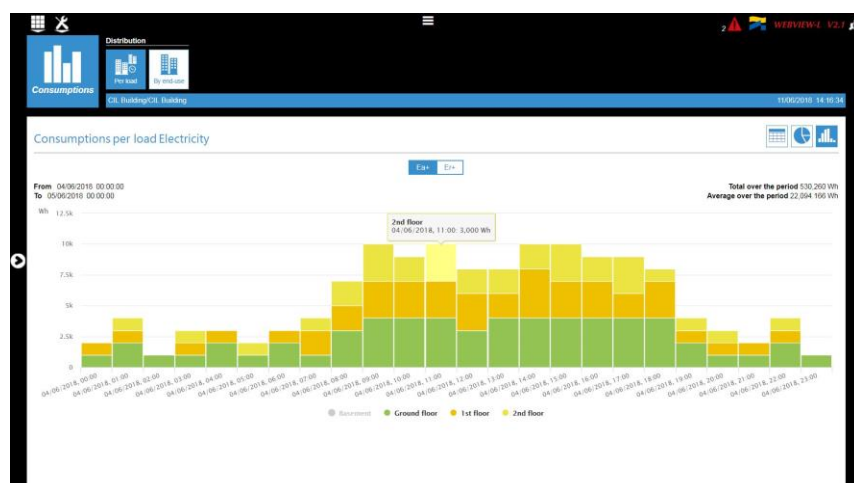 2 WEBVIEW-L V2.1
Distribution
Per load By end-use
Consumptions
CIL Building/CIL Building 11/06/2018 14:16:34
Consumptions per load Electricity
Ea+ Er+
From 04/06/2018 00:00:00 Total over the period 530,260 Wh
To 05/06/2018 00:00:00 Average over the period 22,094.166 Wh
Wh 12.5k
2nd floor
04/06/2018, 11:00: 3,000 Wh
10k
7.5k
5k
2.5k
0
04/06/2018, 00:00 04/06/2018, 01:00 04/06/2018, 02:00 04/06/2018, 03:00 04/06/2018, 04:00 04/06/2018, 05:00 04/06/2018, 06:00 04/06/2018, 07:00 04/06/2018, 08:00 04/06/2018, 09:00 04/06/2018, 10:00 04/06/2018, 11:00 04/06/2018, 12:00 04/06/2018, 13:00 04/06/2018, 14:00 04/06/2018, 15:00 04/06/2018, 16:00 04/06/2018, 17:00 04/06/2018, 18:00 04/06/2018, 19:00 04/06/2018, 20:00 04/06/2018, 21:00 04/06/2018, 22:00 04/06/2018, 23:00
Basement Ground floor 1st floor 2nd floor